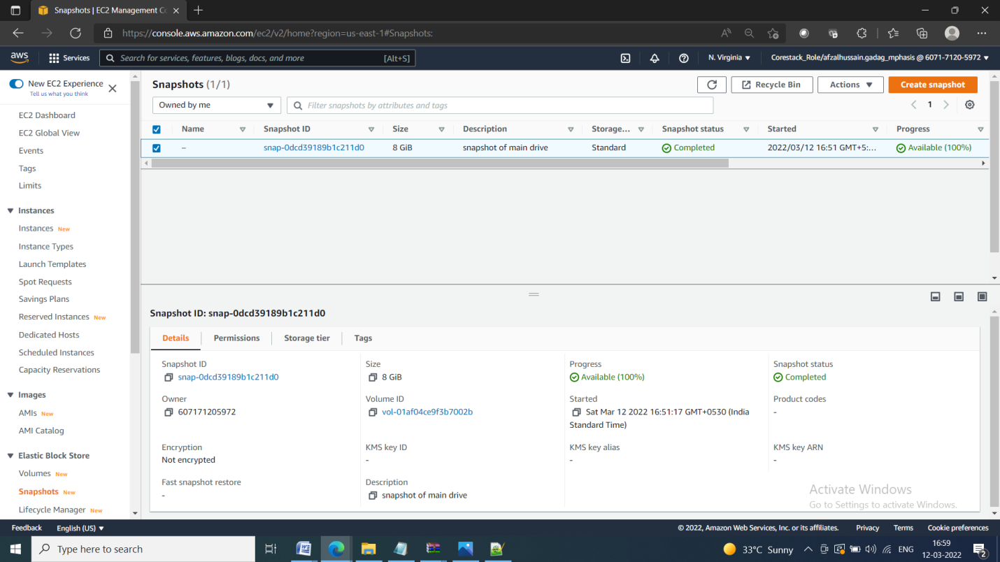 Snapshots | EC2 Management Co
https://console.aws.amazon.com/ec2/v2/home?region=us-east-1#Snapshots:
aws
Services
Search for services, features, blogs, docs, and more
[Alt+S]
N. Virginia
Corestack_Role/afzalhussain.gadag_mphasis @ 6071-7120-5972
New EC2 Experience
Tell us what you think
EC2 Dashboard
EC2 Global View
Events
Tags
Limits
Instances
Instances New
Instance Types
Launch Templates
Spot Requests
Savings Plans
Reserved Instances New
Dedicated Hosts
Scheduled Instances
Capacity Reservations
Images
AMIs New
AMI Catalog
Elastic Block Store
Volumes New
Snapshots New
Lifecycle Manager New
Snapshots (1/1)
Recycle Bin
Actions
Create snapshot
Owned by me
Filter snapshots by attributes and tags
1
Name Snapshot ID Size Description Storage... Snapshot status Started Progress
– snap-0dcd39189b1c211d0 8 GiB snapshot of main drive Standard Completed 2022/03/12 16:51 GMT+5:... Available (100%)
Snapshot ID: snap-0dcd39189b1c211d0
Details Permissions Storage tier Tags
Snapshot ID Size Progress Snapshot status
snap-0dcd39189b1c211d0 8 GiB Available (100%) Completed
Owner Volume ID Started Product codes
607171205972 vol-01af04ce9f3b7002b Sat Mar 12 2022 16:51:17 GMT+0530 (India -
Standard Time)
Encryption KMS key ID KMS key alias KMS key ARN
Not encrypted - - -
Fast snapshot restore Description
- snapshot of main drive
Activate Windows
Go to Settings to activate Windows.
Feedback English (US)
© 2022, Amazon Web Services, Inc. or its affiliates. Privacy Terms Cookie preferences
Type here to search
33°C Sunny
ENG
16:59
12-03-2022
2